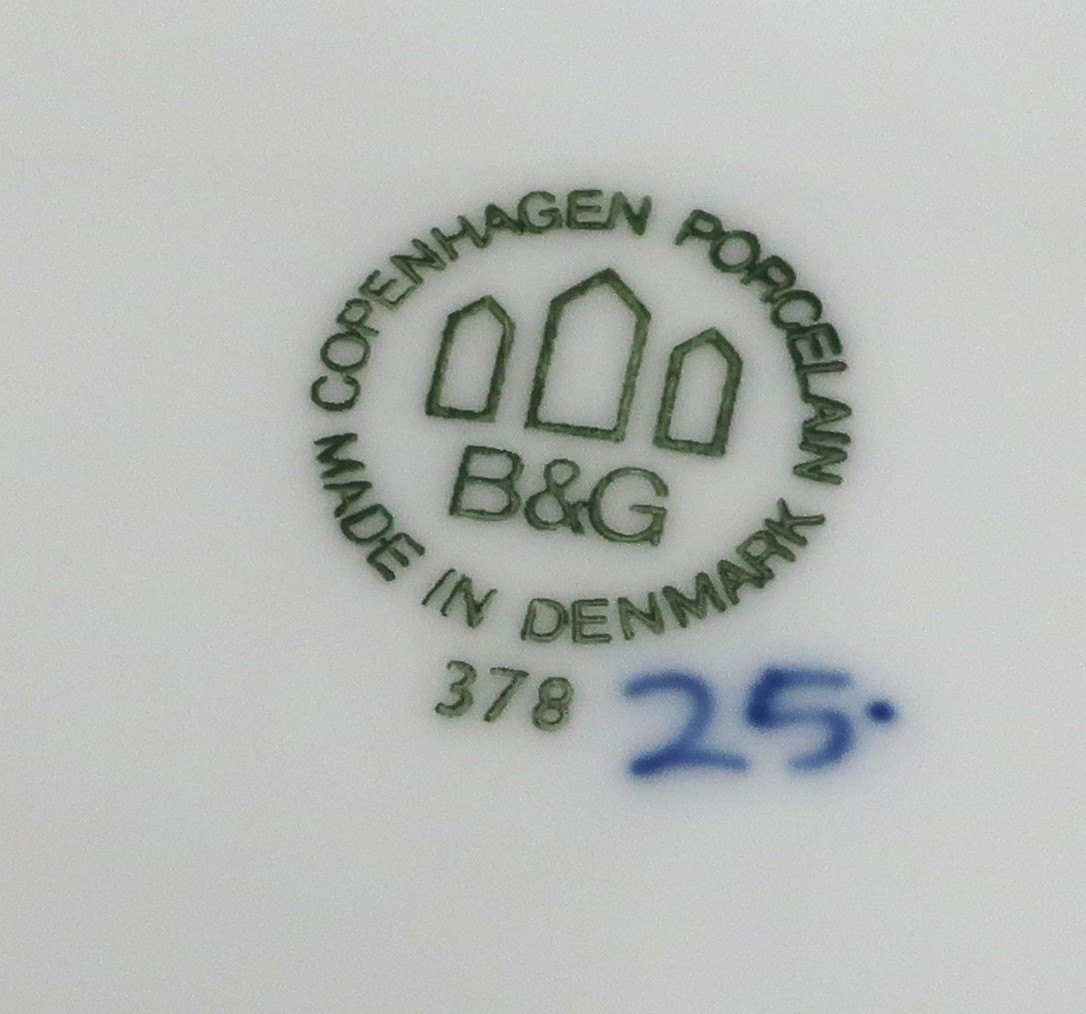 COPENHAGEN PORCELAIN
B&G
MADE IN DENMARK
378 25.